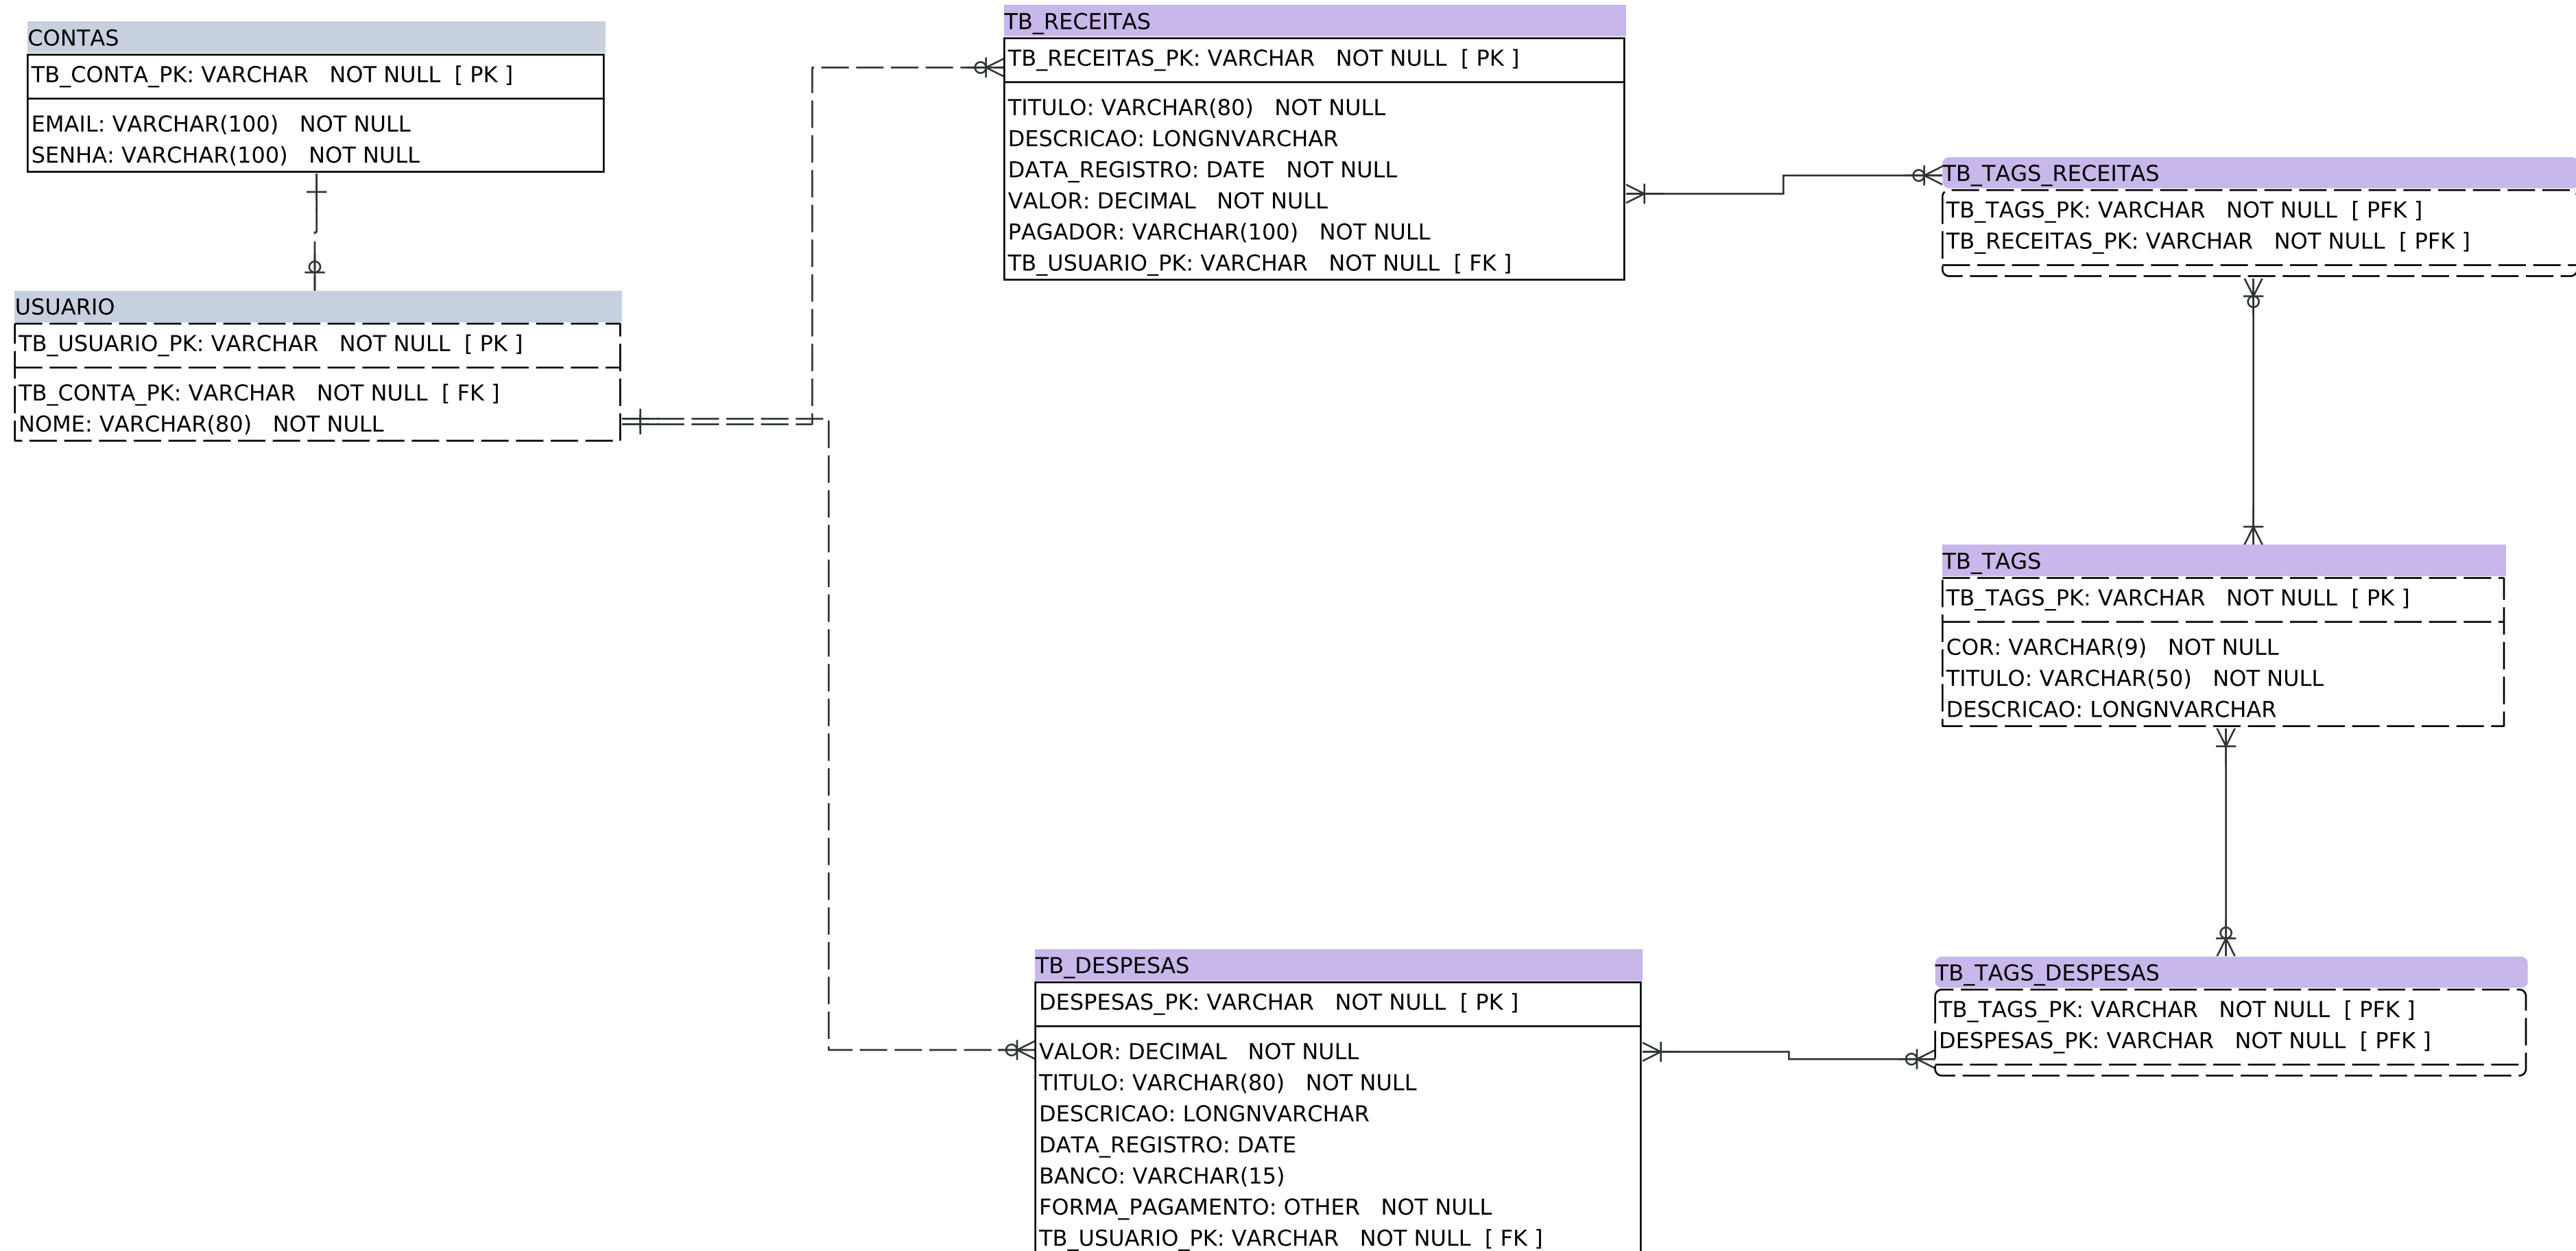 CONTAS
TB_CONTA_PK: VARCHAR NOT NULL [ PK ]
EMAIL: VARCHAR(100) NOT NULL
SENHA: VARCHAR(100) NOT NULL
USUARIO
TB_USUARIO_PK: VARCHAR NOT NULL [ PK ]
TB_CONTA_PK: VARCHAR NOT NULL [ FK ]
NOME: VARCHAR(80) NOT NULL
TB_RECEITAS
TB_RECEITAS_PK: VARCHAR NOT NULL [ PK ]
TITULO: VARCHAR(80) NOT NULL
DESCRICAO: LONGNVARCHAR
DATA_REGISTRO: DATE NOT NULL
VALOR: DECIMAL NOT NULL
PAGADOR: VARCHAR(100) NOT NULL
TB_USUARIO_PK: VARCHAR NOT NULL [ FK ]
TB_TAGS_RECEITAS
TB_TAGS_PK: VARCHAR NOT NULL [ PFK ]
TB_RECEITAS_PK: VARCHAR NOT NULL [ PFK ]
TB_TAGS
TB_TAGS_PK: VARCHAR NOT NULL [ PK ]
COR: VARCHAR(9) NOT NULL
TITULO: VARCHAR(50) NOT NULL
DESCRICAO: LONGNVARCHAR
TB_DESPESAS
DESPESAS_PK: VARCHAR NOT NULL [ PK ]
VALOR: DECIMAL NOT NULL
TITULO: VARCHAR(80) NOT NULL
DESCRICAO: LONGNVARCHAR
DATA_REGISTRO: DATE
BANCO: VARCHAR(15)
FORMA_PAGAMENTO: OTHER NOT NULL
TB_USUARIO_PK: VARCHAR NOT NULL [ FK ]
TB_TAGS_DESPESAS
TB_TAGS_PK: VARCHAR NOT NULL [ PFK ]
DESPESAS_PK: VARCHAR NOT NULL [ PFK ]